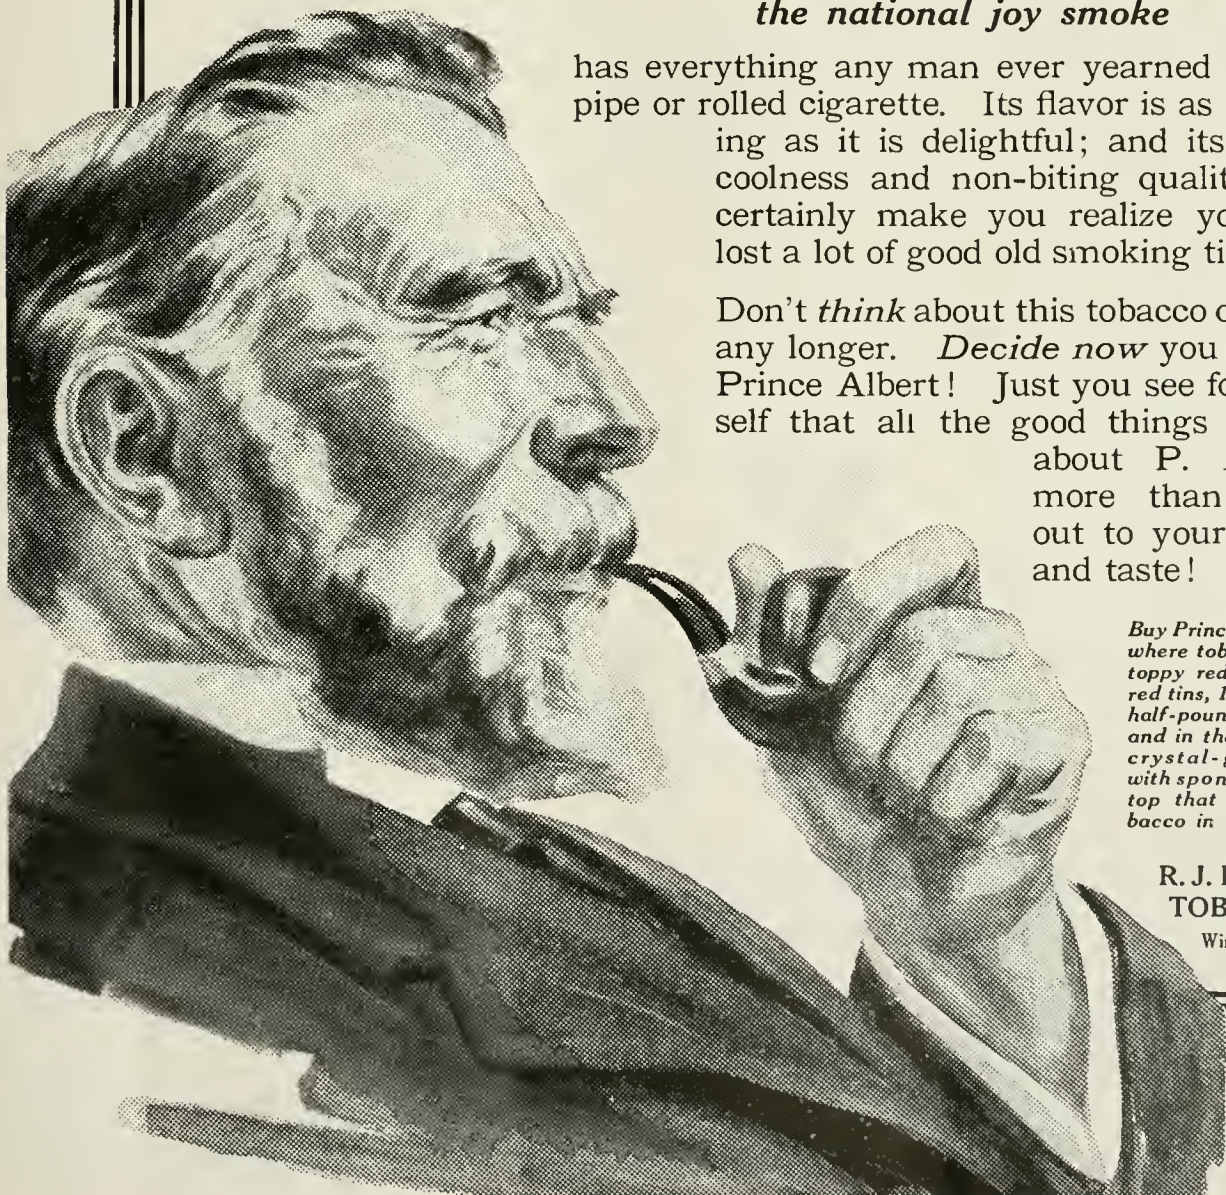 the national joy smoke
has everything any man ever yearned
pipe or rolled cigarette. Its flavor is as
ing as it is delightful; and its
coolness and non-biting qualit
certainly make you realize yo
lost a lot of good old smoking ti
Don't think about this tobacco
any longer. Decide now you
Prince Albert! Just you see fo
self that all the good things
about P.
more than
out to your
and taste!
Buy Princ
where tob
toppy red
red tins, 1
half-poun
and in the
crystal-g
with spon
top that
bacco in
R. J.
TOB
Wi